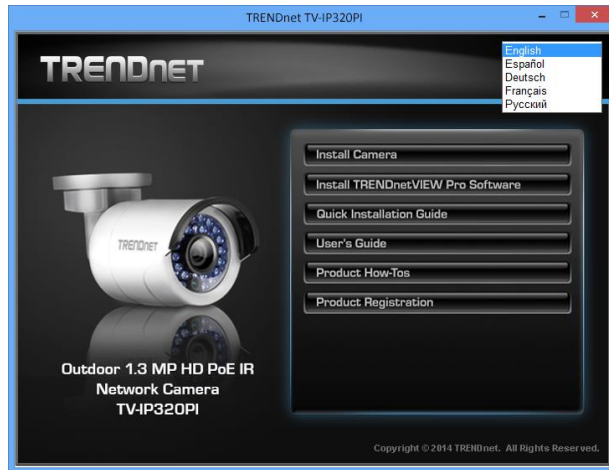 TRENDnet TV-IP320PI
TRENDNET
English
Español
Deutsch
Français
Русский
Install Camera
Install TRENDnetVIEW Pro Software
Quick Installation Guide
User's Guide
Product How-Tos
Product Registration
TRENDNET
Outdoor 1.3 MP HD PoE IR
Network Camera
TV-IP320PI
Copyright © 2014 TRENDnet. All Rights Reserved.